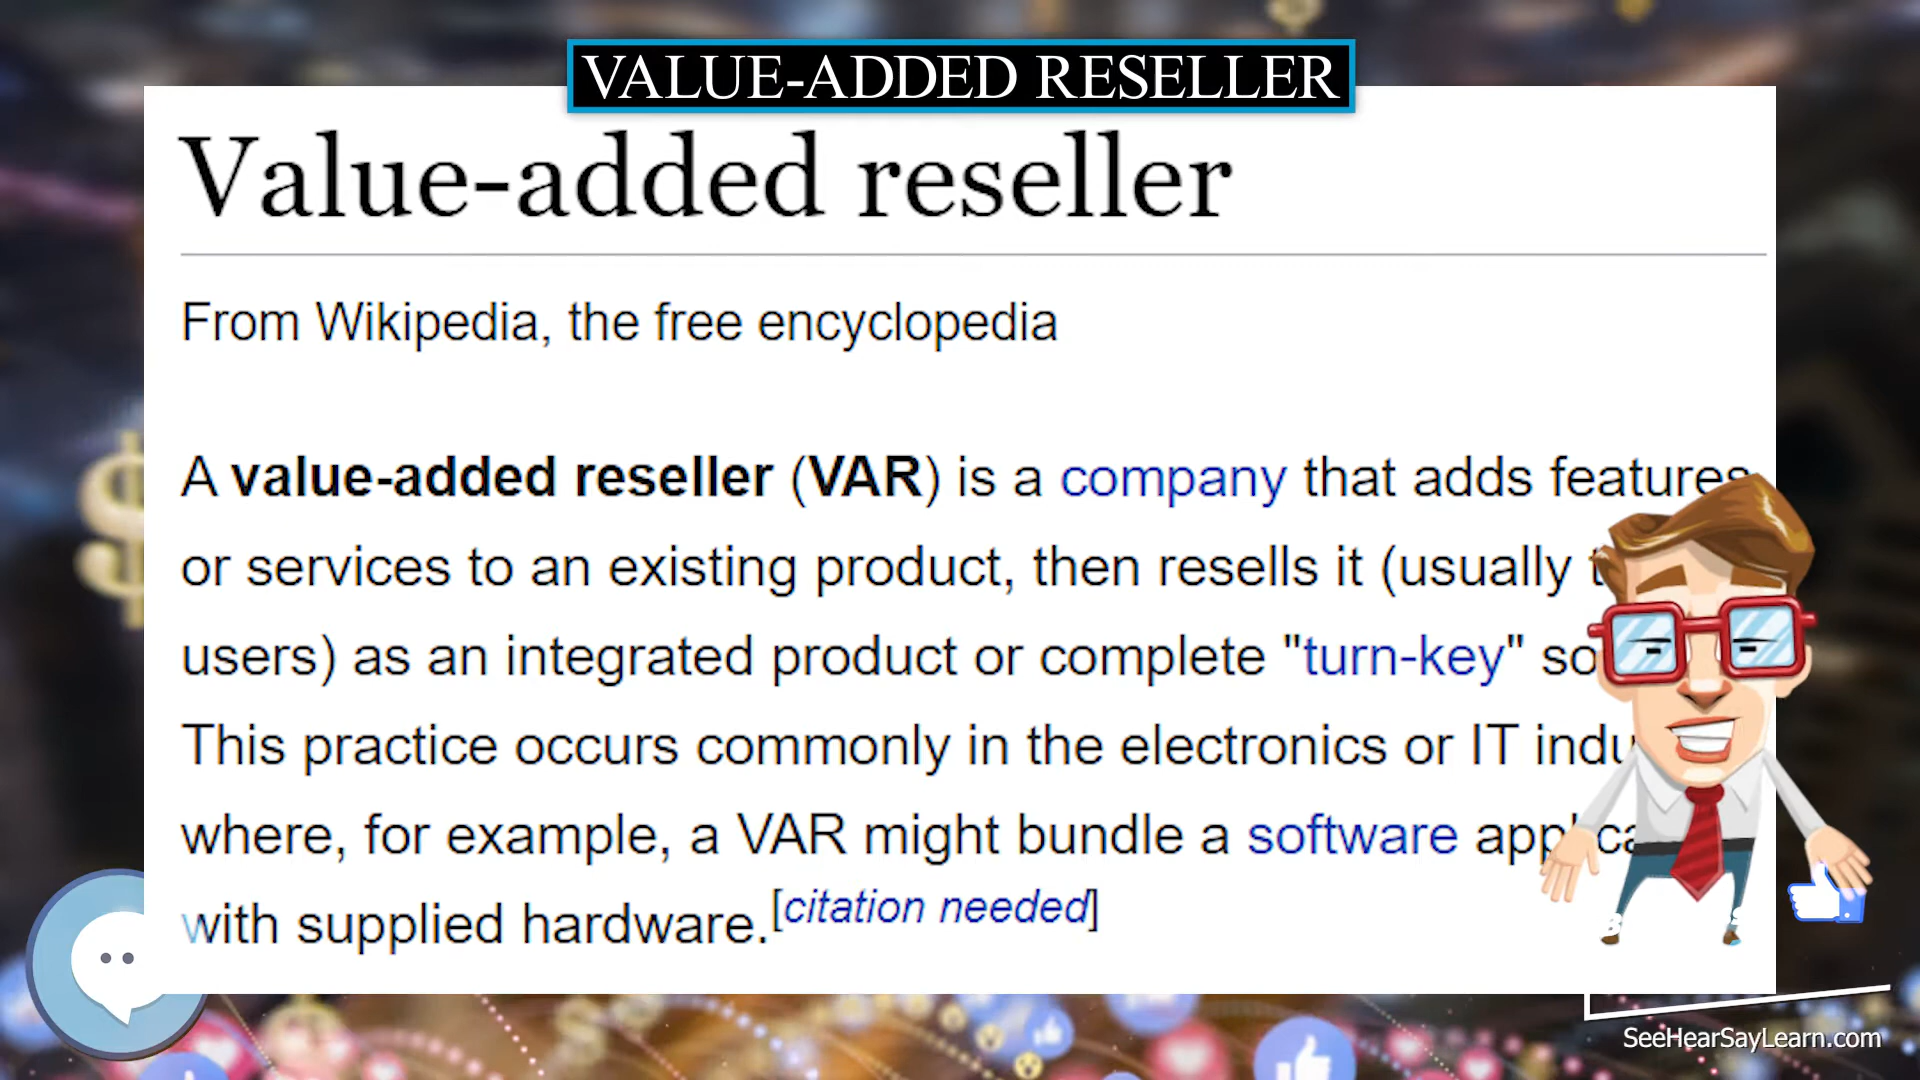 VALUE-ADDED RESELLER
Value-added reseller
From Wikipedia, the free encyclopedia
A value-added reseller (VAR) is a company that adds features
or services to an existing product, then resells it (usually
users) as an integrated product or complete "turn-key"
This practice occurs commonly in the electronics or IT
where, for example, a VAR might bundle a software
with supplied hardware.[citation needed]
SeeHearSayLearn.com